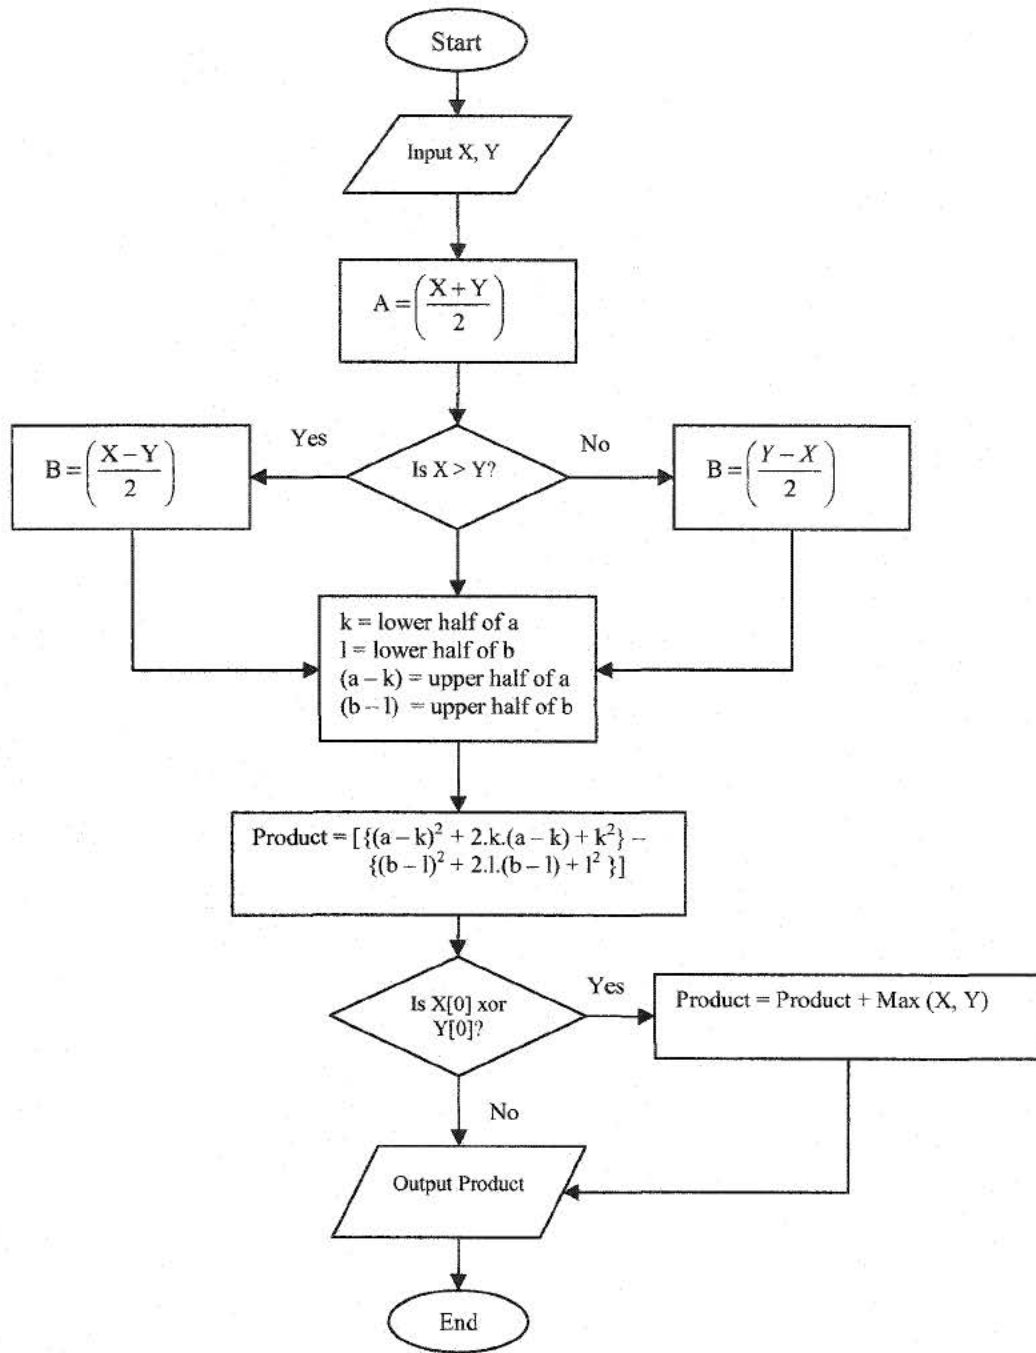 Start
Input X, Y
A = ((X + Y)/2)
Yes
No
B = ((X – Y)/2)
Is X > Y?
B = ((Y – X)/2)
k = lower half of a
l = lower half of b
(a – k) = upper half of a
(b – l) = upper half of b
Product = [{(a – k)² + 2.k.(a – k) + k²} –
{(b – l)² + 2.l.(b – l) + l² }]
Is X[0] xor
Y[0]?
Yes
Product = Product + Max (X, Y)
No
Output Product
End